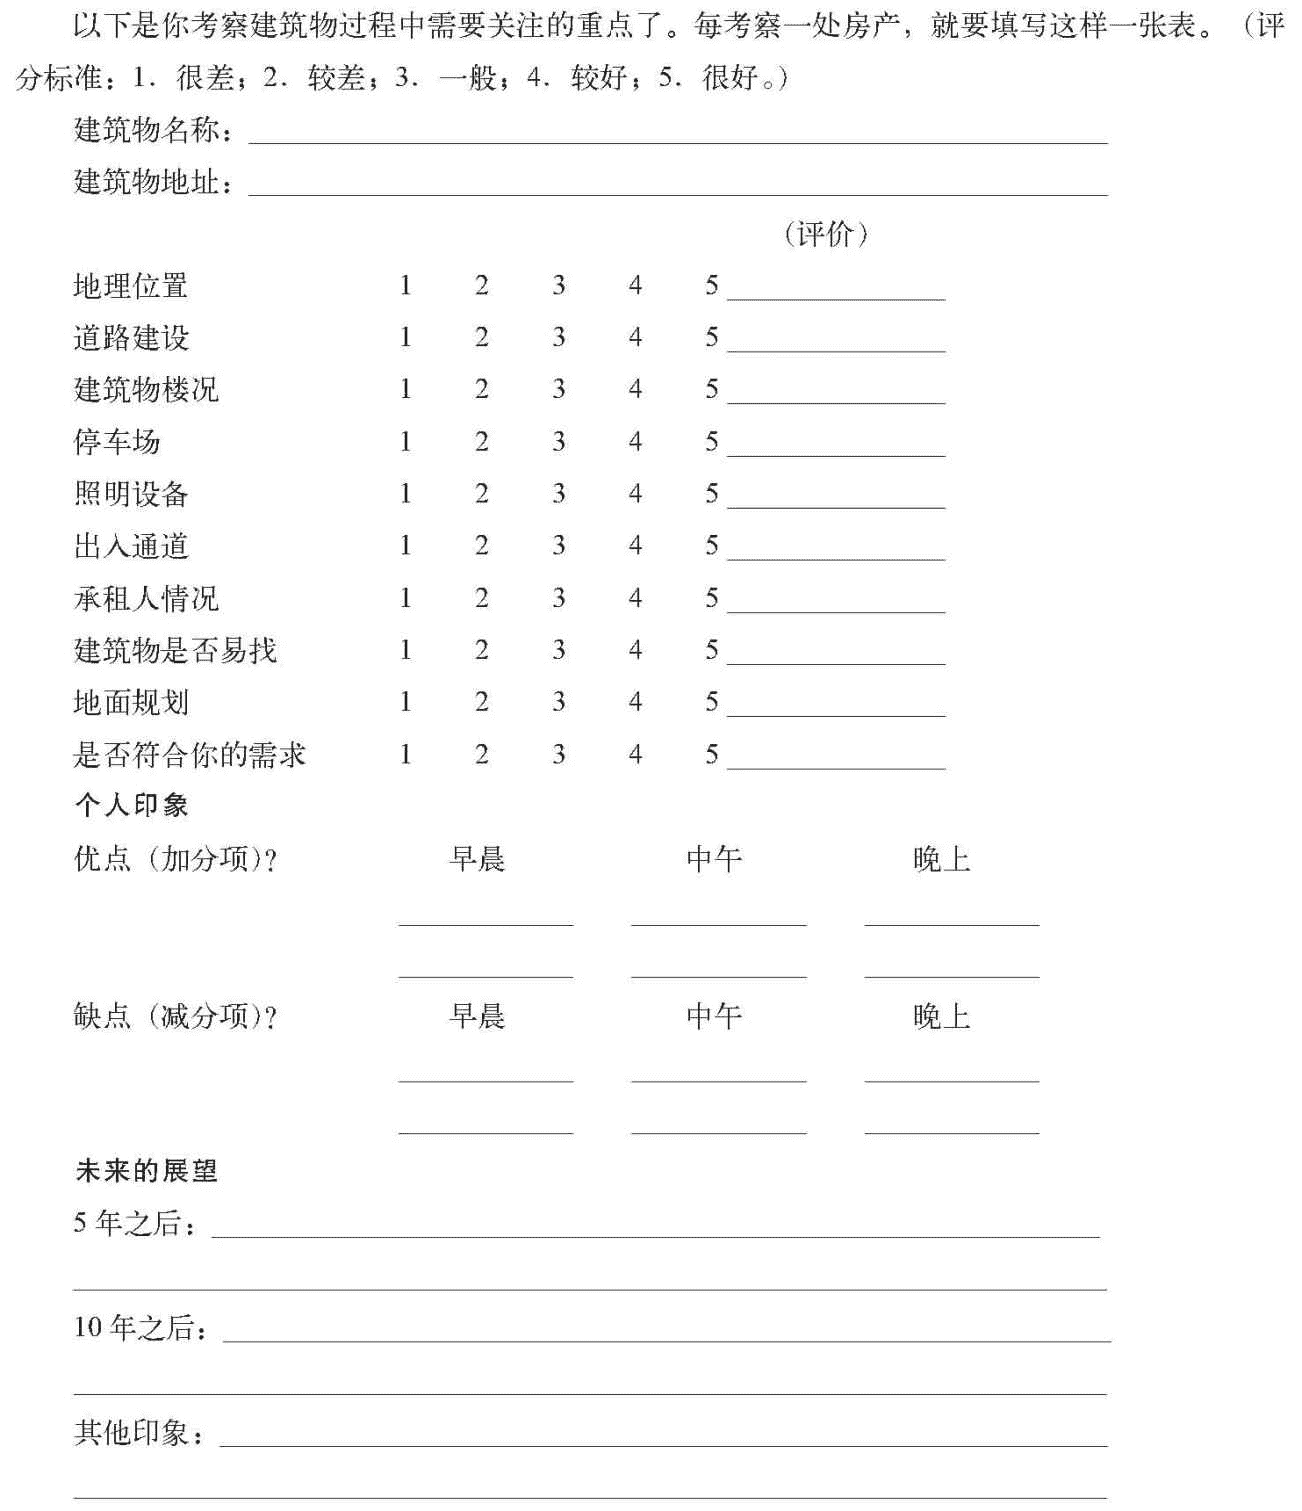 以下是你考察建筑物过程中需要关注的重点了。每考察一处房产，就要填写这样一张表。（评
分标准：1．很差；2．较差；3．一般；4．较好；5．很好。）
建筑物名称：
建筑物地址：
（评价）
地理位置 1 2 3 4 5
道路建设 1 2 3 4 5
建筑物楼况 1 2 3 4 5
停车场 1 2 3 4 5
照明设备 1 2 3 4 5
出入通道 1 2 3 4 5
承租人情况 1 2 3 4 5
建筑物是否易找 1 2 3 4 5
地面规划 1 2 3 4 5
是否符合你的需求 1 2 3 4 5
个人印象
优点（加分项）？ 早晨 中午 晚上
缺点（减分项）？ 早晨 中午 晚上
未来的展望
5 年之后：
10 年之后：
其他印象：